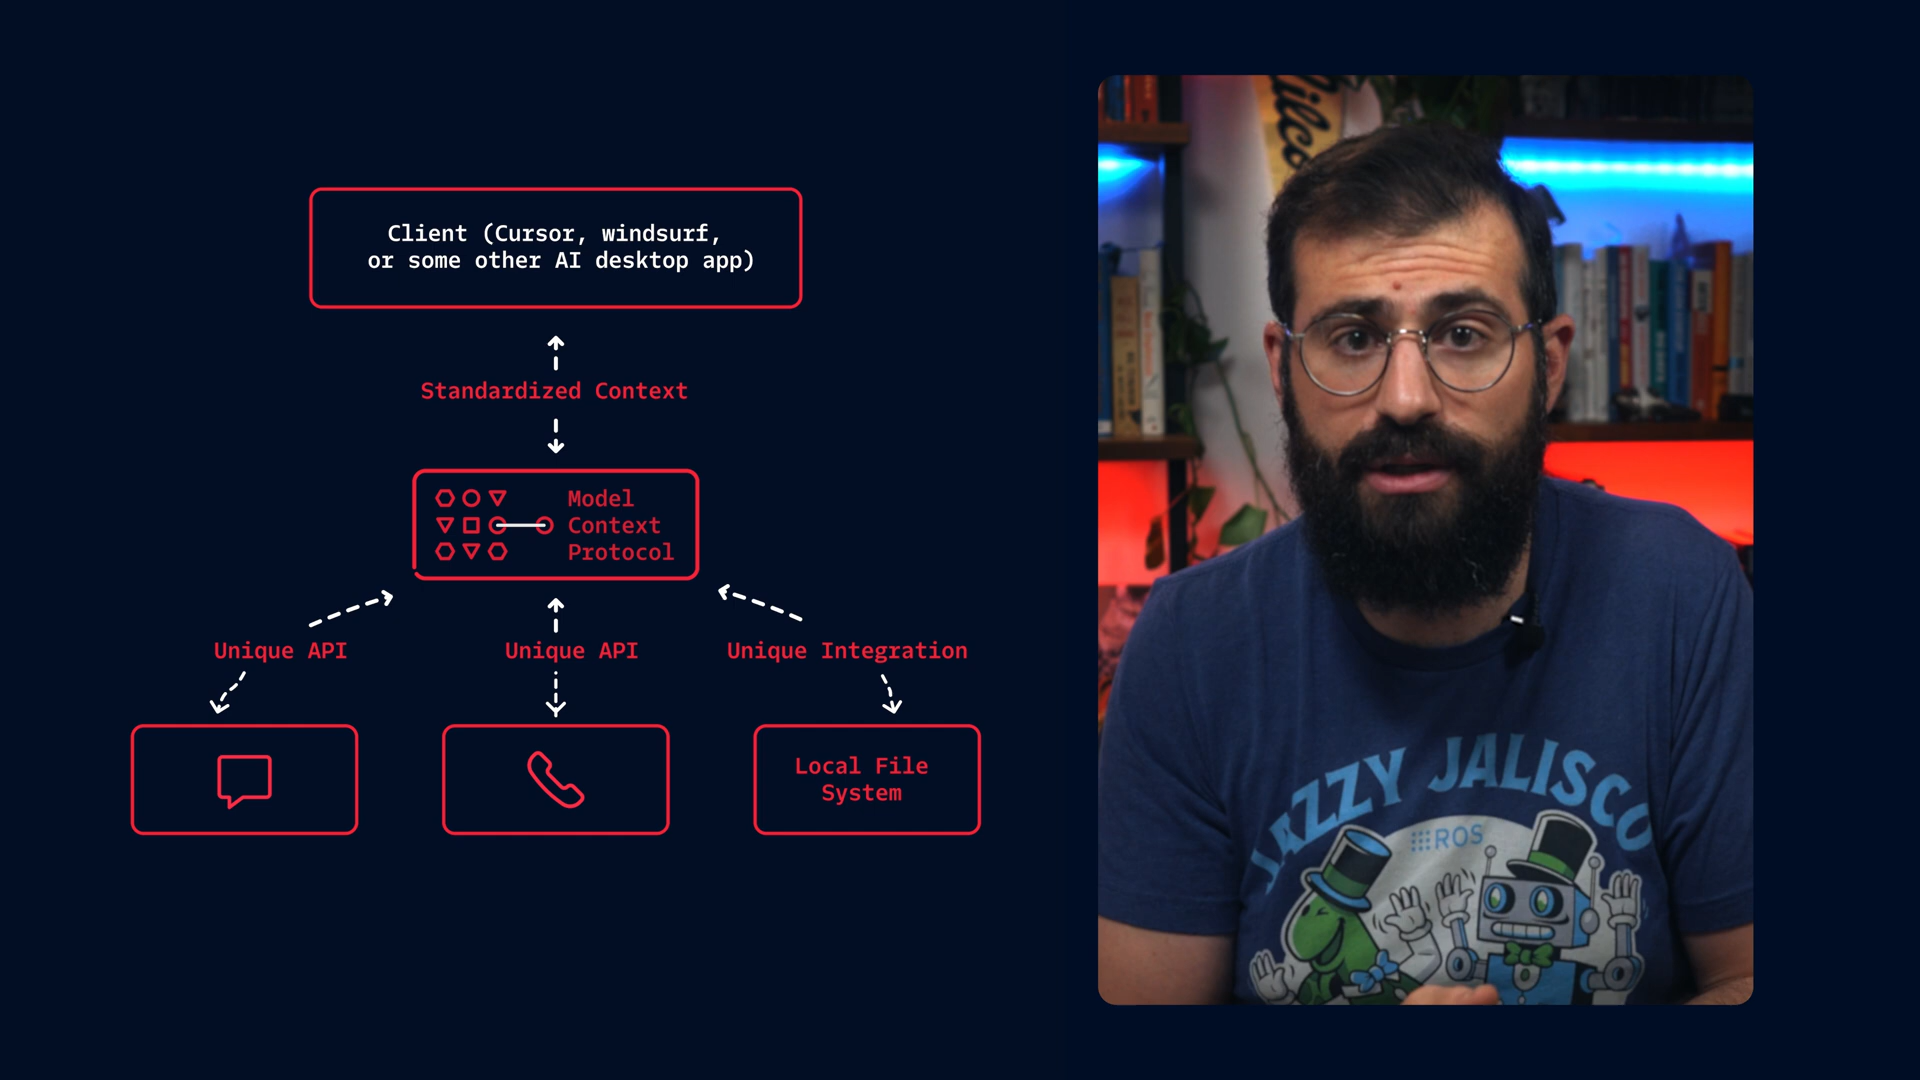 Client (Cursor, windsurf,
or some other AI desktop app)
Standardized Context
Model
Context
Protocol
Unique API
Unique API
Unique Integration
Local File
System
JAZZY JALISCO
ROS